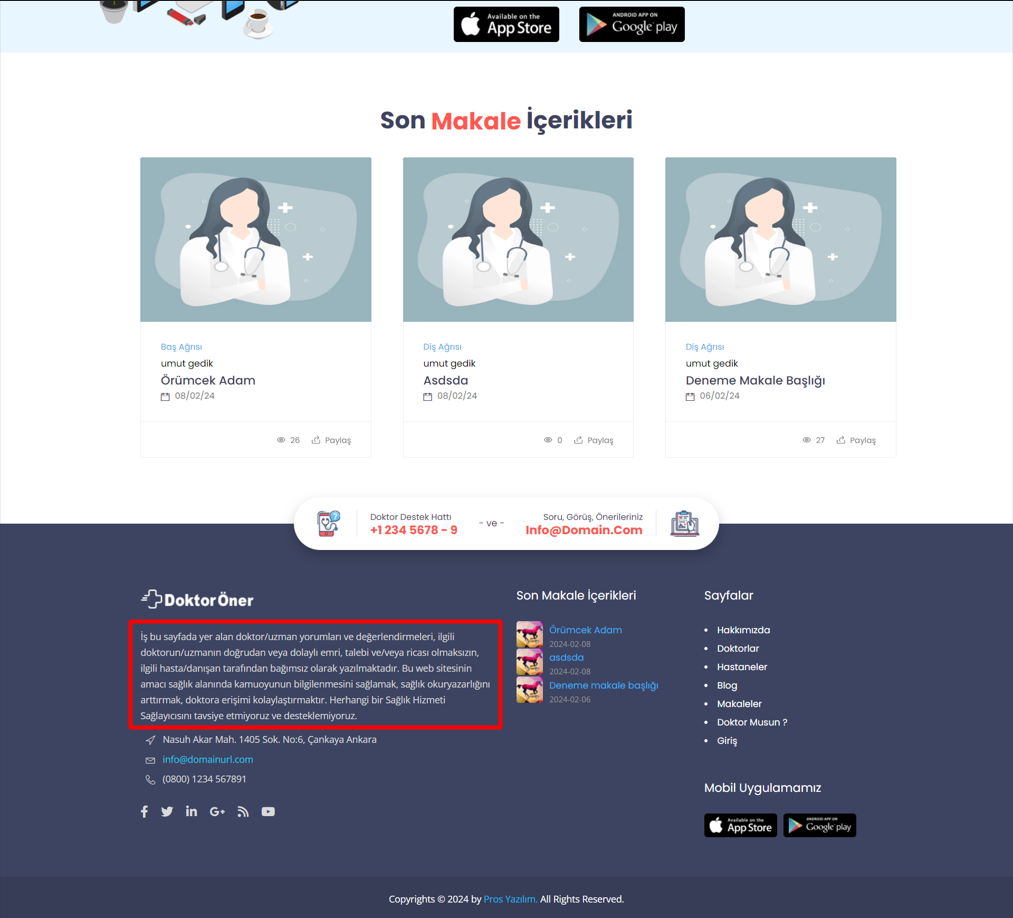 Available on the
App Store
ANDROID APP ON
Google play
Son Makale İçerikleri
Baş Ağrısı
umut gedik
Örümcek Adam
08/02/24
26 Paylaş
Diş Ağrısı
umut gedik
Asdsda
08/02/24
0 Paylaş
Diş Ağrısı
umut gedik
Deneme Makale Başlığı
06/02/24
27 Paylaş
Doktor Destek Hattı
+1 234 5678 - 9
- ve -
Soru, Görüş, Önerileriniz
Info@Domain.Com
Doktor Öner
İş bu sayfada yer alan doktor/uzman yorumları ve değerlendirmeleri, ilgili
doktorun/uzmanın doğrudan veya dolaylı emri, talebi ve/veya ricası olmaksızın,
ilgili hasta/danışan tarafından bağımsız olarak yazılmaktadır. Bu web sitesinin
amacı sağlık alanında kamuoyunun bilgilenmesini sağlamak, sağlık okuryazarlığını
arttırmak, doktora erişimi kolaylaştırmaktır. Herhangi bir Sağlık Hizmeti
Sağlayıcısını tavsiye etmiyoruz ve desteklemiyoruz.
Nasuh Akar Mah. 1405 Sok. No:6, Çankaya Ankara
info@domainurl.com
(0800) 1234 567891
Son Makale İçerikleri
Örümcek Adam
2024-02-08
asdsda
2024-02-08
Deneme makale başlığı
2024-02-06
Sayfalar
Hakkımızda
Doktorlar
Hastaneler
Blog
Makaleler
Doktor Musun ?
Giriş
Mobil Uygulamamız
Available on the
App Store
ANDROID APP ON
Google play
Copyrights © 2024 by Pros Yazılım. All Rights Reserved.